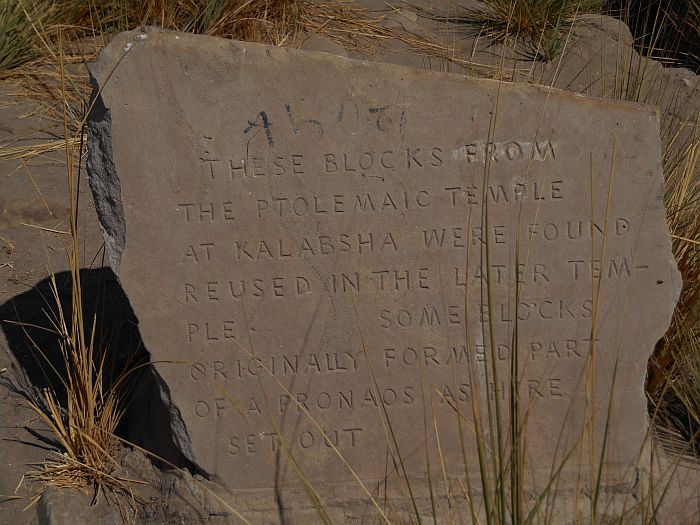 THESE BLOCKS FROM
THE PTOLEMAIC TEMPLE
AT KALABSHA WERE FOUND
REUSED IN THE LATER TEM-
PLE. SOME BLOCKS
ORIGINALLY FORMED PART
OF A PRONAOS AS HERE
SET OUT